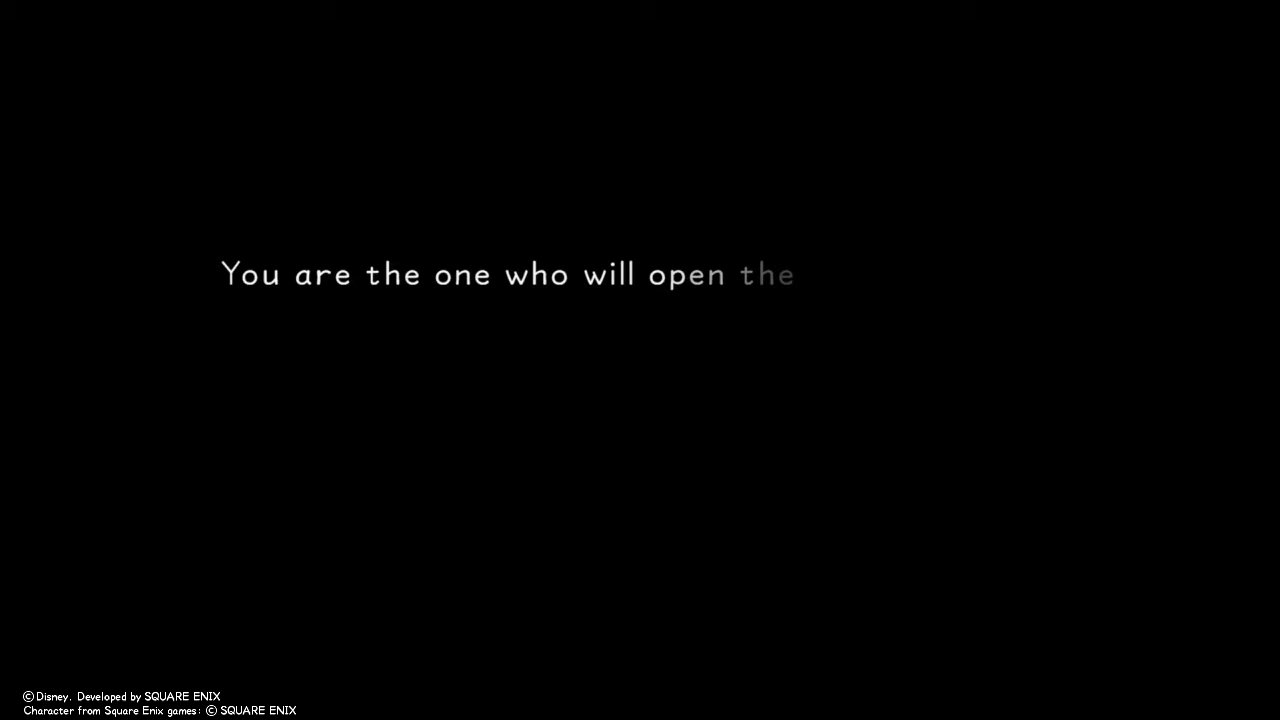 You are the one who will open the
©Disney. Developed by SQUARE ENIX
Character from Square Enix games: © SQUARE ENIX